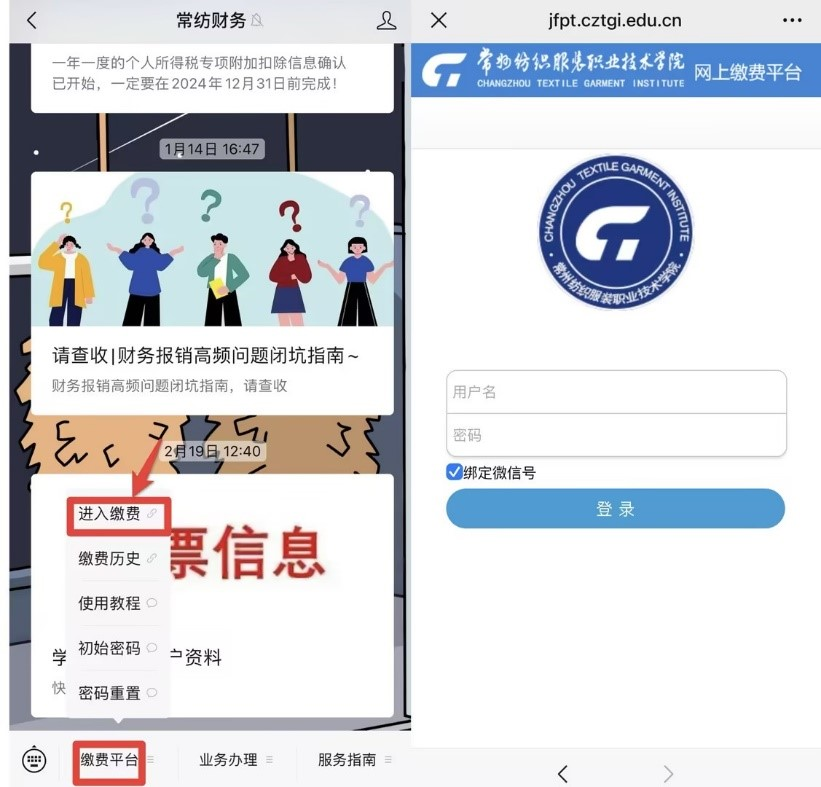 常纺财务
一年一度的个人所得税专项附加扣除信息确认
已开始，一定要在2024年12月31日前完成！
1月14日 16:47
请查收|财务报销高频问题闭坑指南~
财务报销高频问题闭坑指南，请查收
2月19日 12:40
票信息
进入缴费
缴费历史
使用教程
初始密码
密码重置
学
户资料
快
缴费平台
业务办理
服务指南
jfpt.cztgi.edu.cn
常州纺织服装职业技术学院
CHANGZHOU TEXTILE GARMENT INSTITUTE
网上缴费平台
CHANGZHOU TEXTILE GARMENT INSTITUTE
常州纺织服装职业技术学院
用户名
密码
绑定微信号
登录